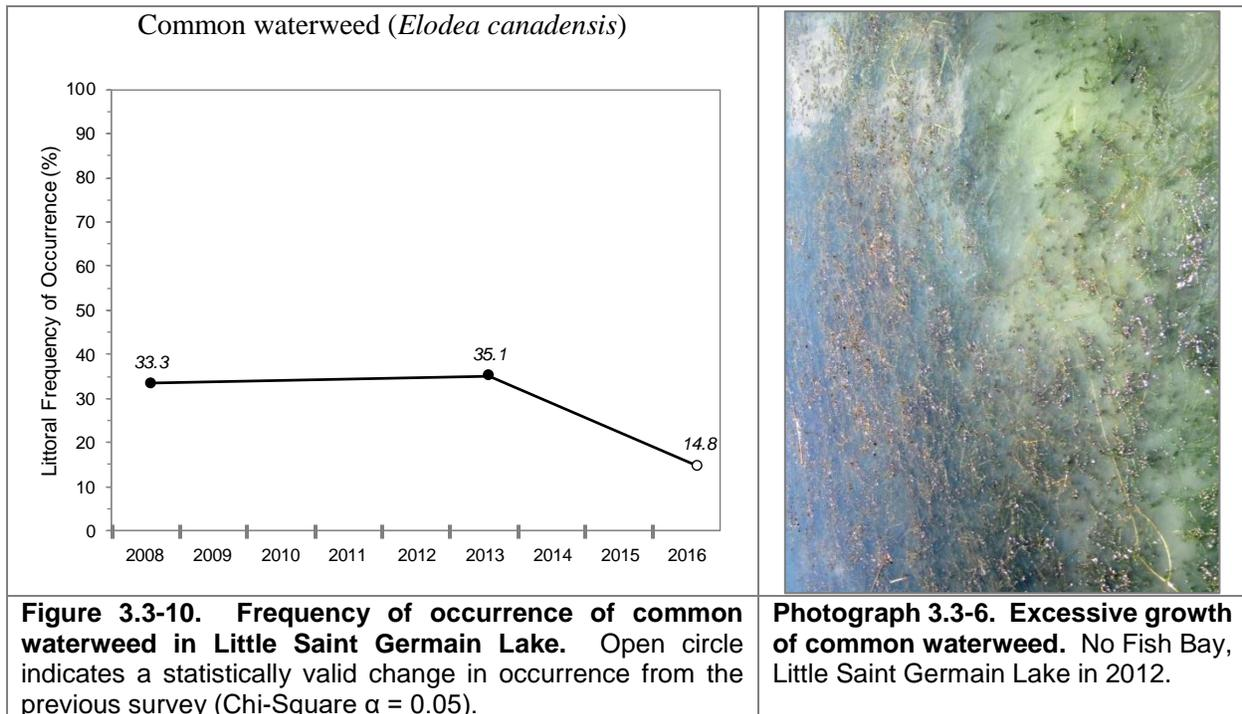 Common waterweed (Elodea canadensis)
Littoral Frequency of Occurrence (%)
100
90
80
70
60
50
40
30
20
10
0
33.3
35.1
14.8
2008 2009 2010 2011 2012 2013 2014 2015 2016
Figure 3.3-10. Frequency of occurrence of common
waterweed in Little Saint Germain Lake. Open circle
indicates a statistically valid change in occurrence from the
previous survey (Chi-Square α = 0.05).
Photograph 3.3-6. Excessive growth
of common waterweed. No Fish Bay,
Little Saint Germain Lake in 2012.